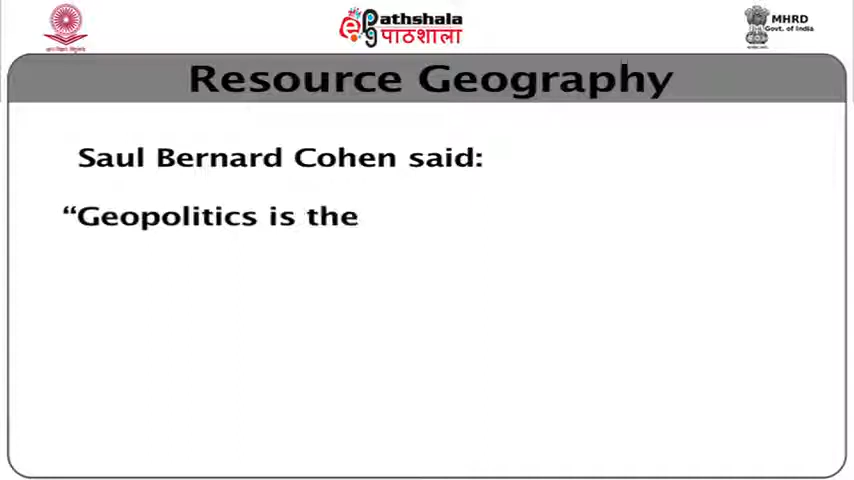 Pathshala
पाठशाला
MHRD
Govt. of India
Resource Geography
Saul Bernard Cohen said:
“Geopolitics is the